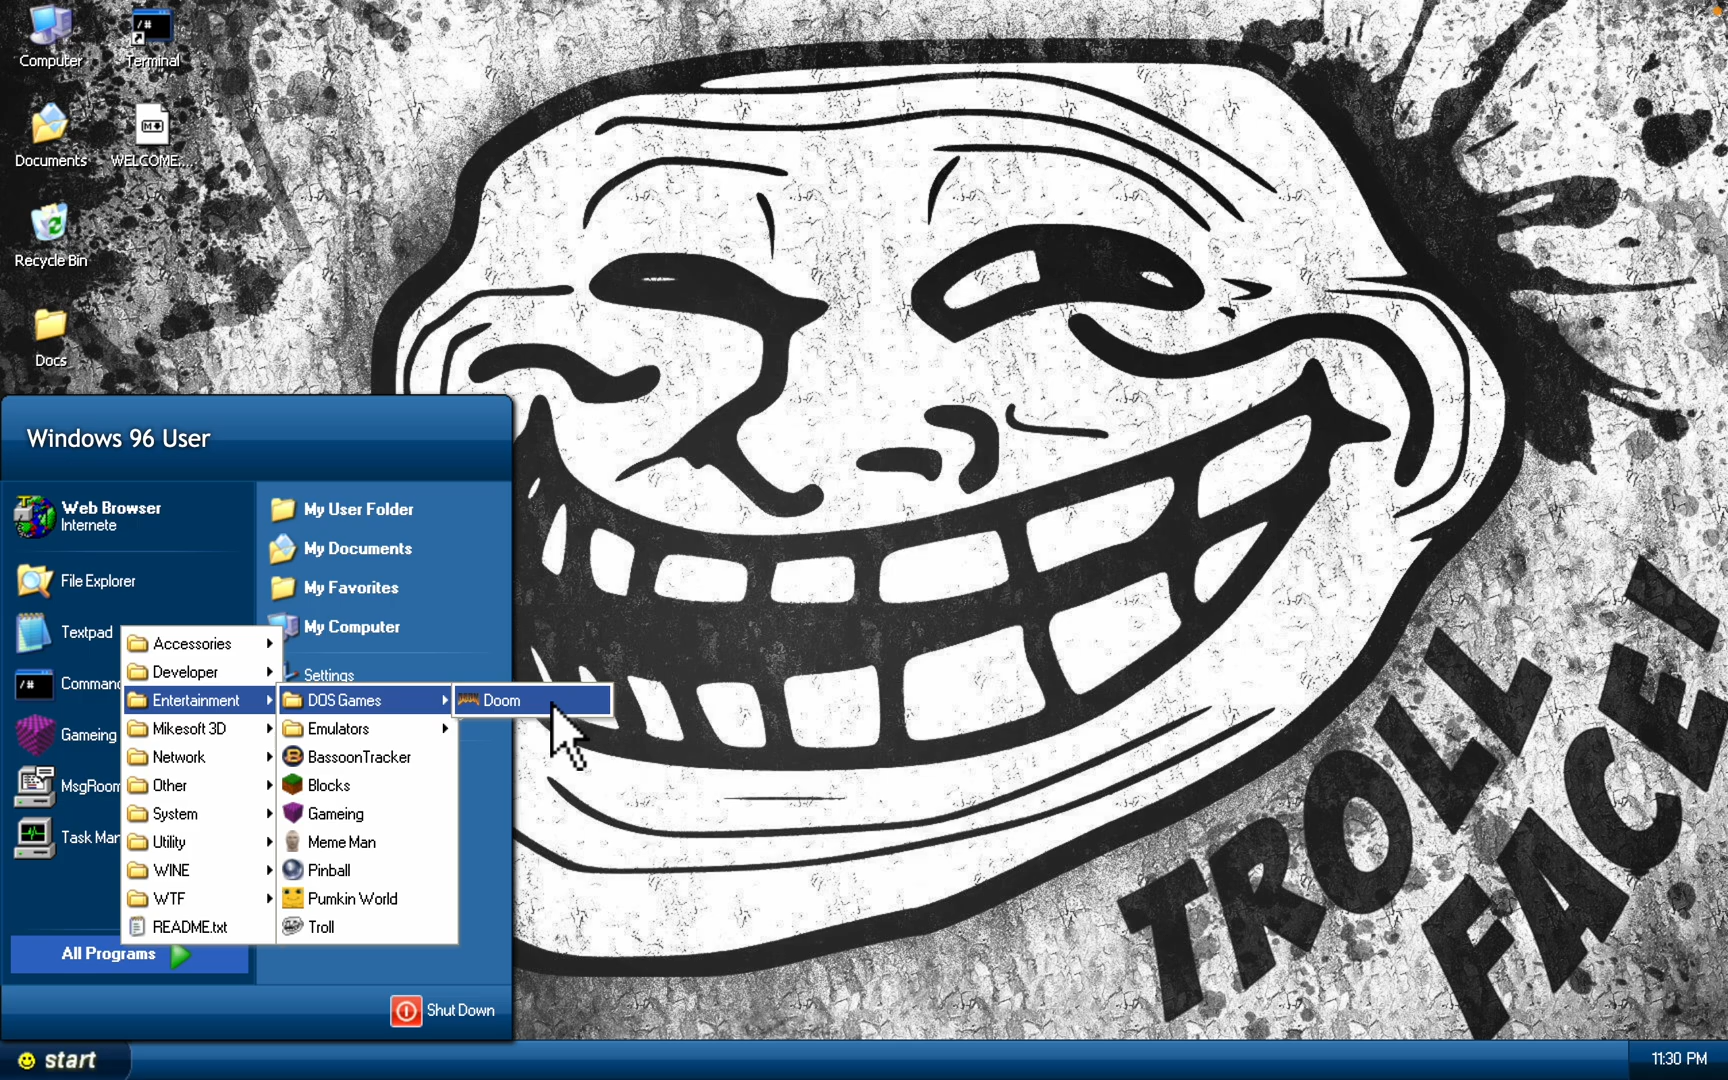 Computer
Terminal
Documents
WELCOME....
Recycle Bin
Docs
Windows 96 User
Web Browser
Internete
File Explorer
Textpad
Command
Gameing
MsgRoom
Task Man
My User Folder
My Documents
My Favorites
My Computer
Settings
Accessories
Developer
Entertainment
Mikesoft 3D
Network
Other
System
Utility
WINE
WTF
README.txt
DOS Games
Emulators
BassoonTracker
Blocks
Gameing
Meme Man
Pinball
Pumkin World
Troll
Doom
All Programs
Shut Down
start
11:30 PM
TROLL
FACE!